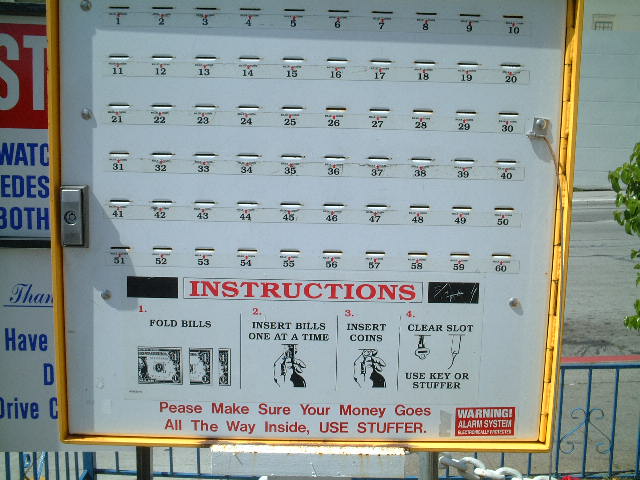 1 2 3 4 5 6 7 8 9 10
11 12 13 14 15 16 17 18 19 20
21 22 23 24 25 26 27 28 29 30
31 32 33 34 35 36 37 38 39 40
41 42 43 44 45 46 47 48 49 50
51 52 53 54 55 56 57 58 59 60
ST
WATC
EDES
BOTH
Than
Have
D
Drive C
INSTRUCTIONS
1.
FOLD BILLS
2.
INSERT BILLS
ONE AT A TIME
3.
INSERT
COINS
4.
CLEAR SLOT
USE KEY OR
STUFFER
Pease Make Sure Your Money Goes
All The Way Inside, USE STUFFER.
WARNING!
ALARM SYSTEM
ELECTRONICALLY PROTECTED